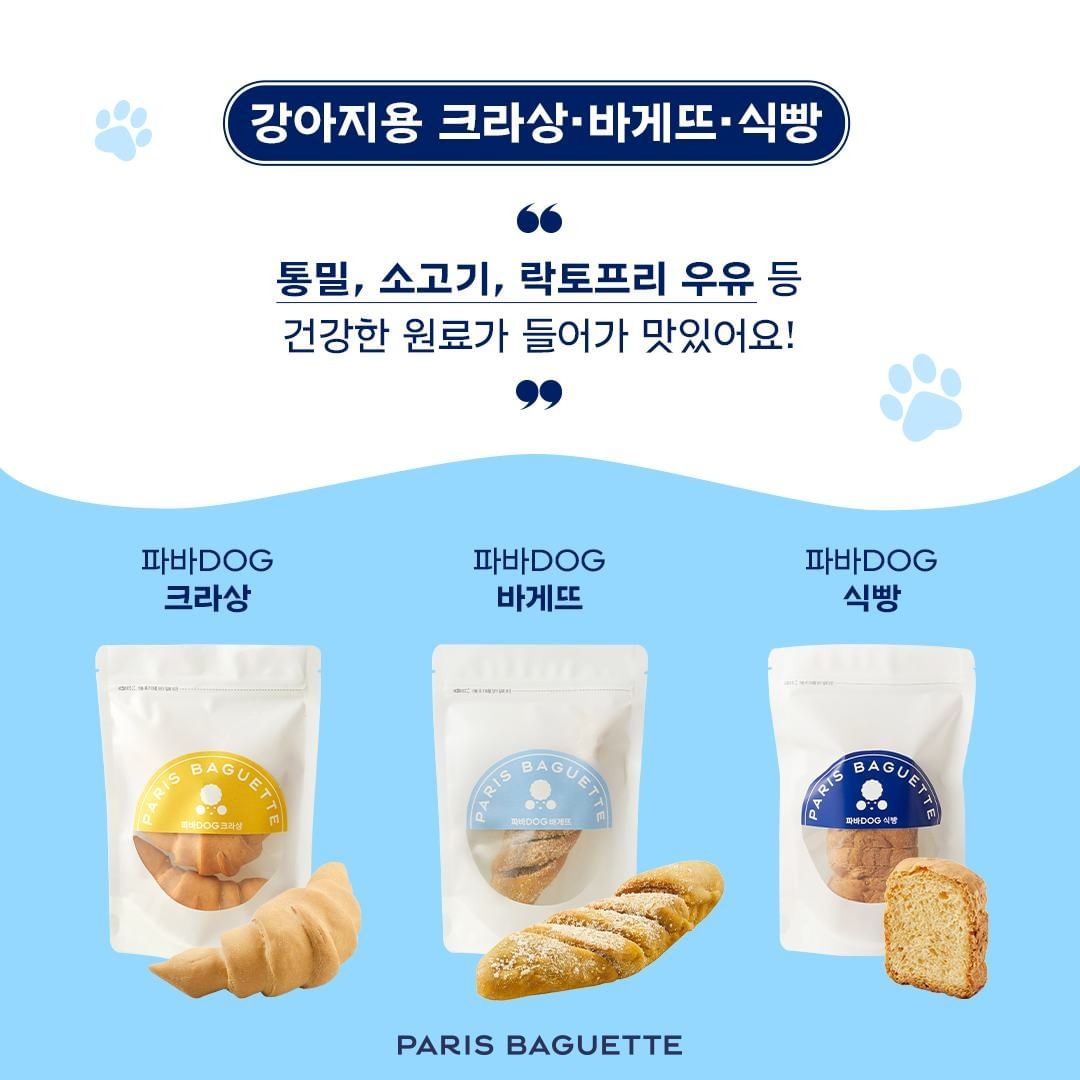 강아지용 크라상·바게뜨·식빵
❝
통밀, 소고기, 락토프리 우유 등
건강한 원료가 들어가 맛있어요!
❞
파바DOG
크라상
파바DOG
바게뜨
파바DOG
식빵
PARIS BAGUETTE
파바DOG 크라상
PARIS BAGUETTE
파바DOG 바게뜨
PARIS BAGUETTE
파바DOG 식빵
PARIS BAGUETTE